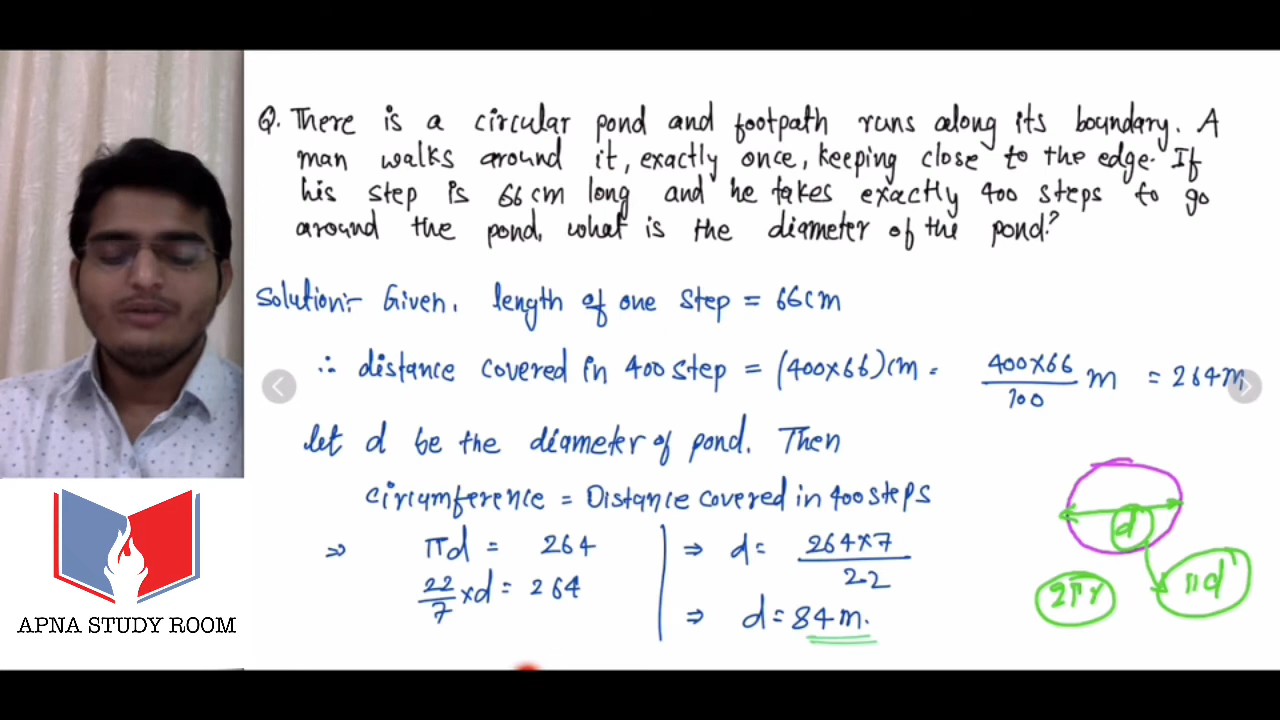 Q. There is a circular pond and footpath runs along its boundary. A
man walks around it, exactly once, keeping close to the edge. If
his step is 66 cm long and he takes exactly 400 steps to go
around the pond, what is the diameter of the pond?
Solution:- Given, length of one step = 66cm
∴ distance covered in 400 step = (400×66)cm = 400×66/100 m = 264m
let d be the diameter of pond. Then
circumference = Distance covered in 400 steps
⇒ πd = 264
22/7 ×d = 264
⇒ d = 264×7/22
⇒ d = 84m.
d
2πr
πd
APNA STUDY ROOM